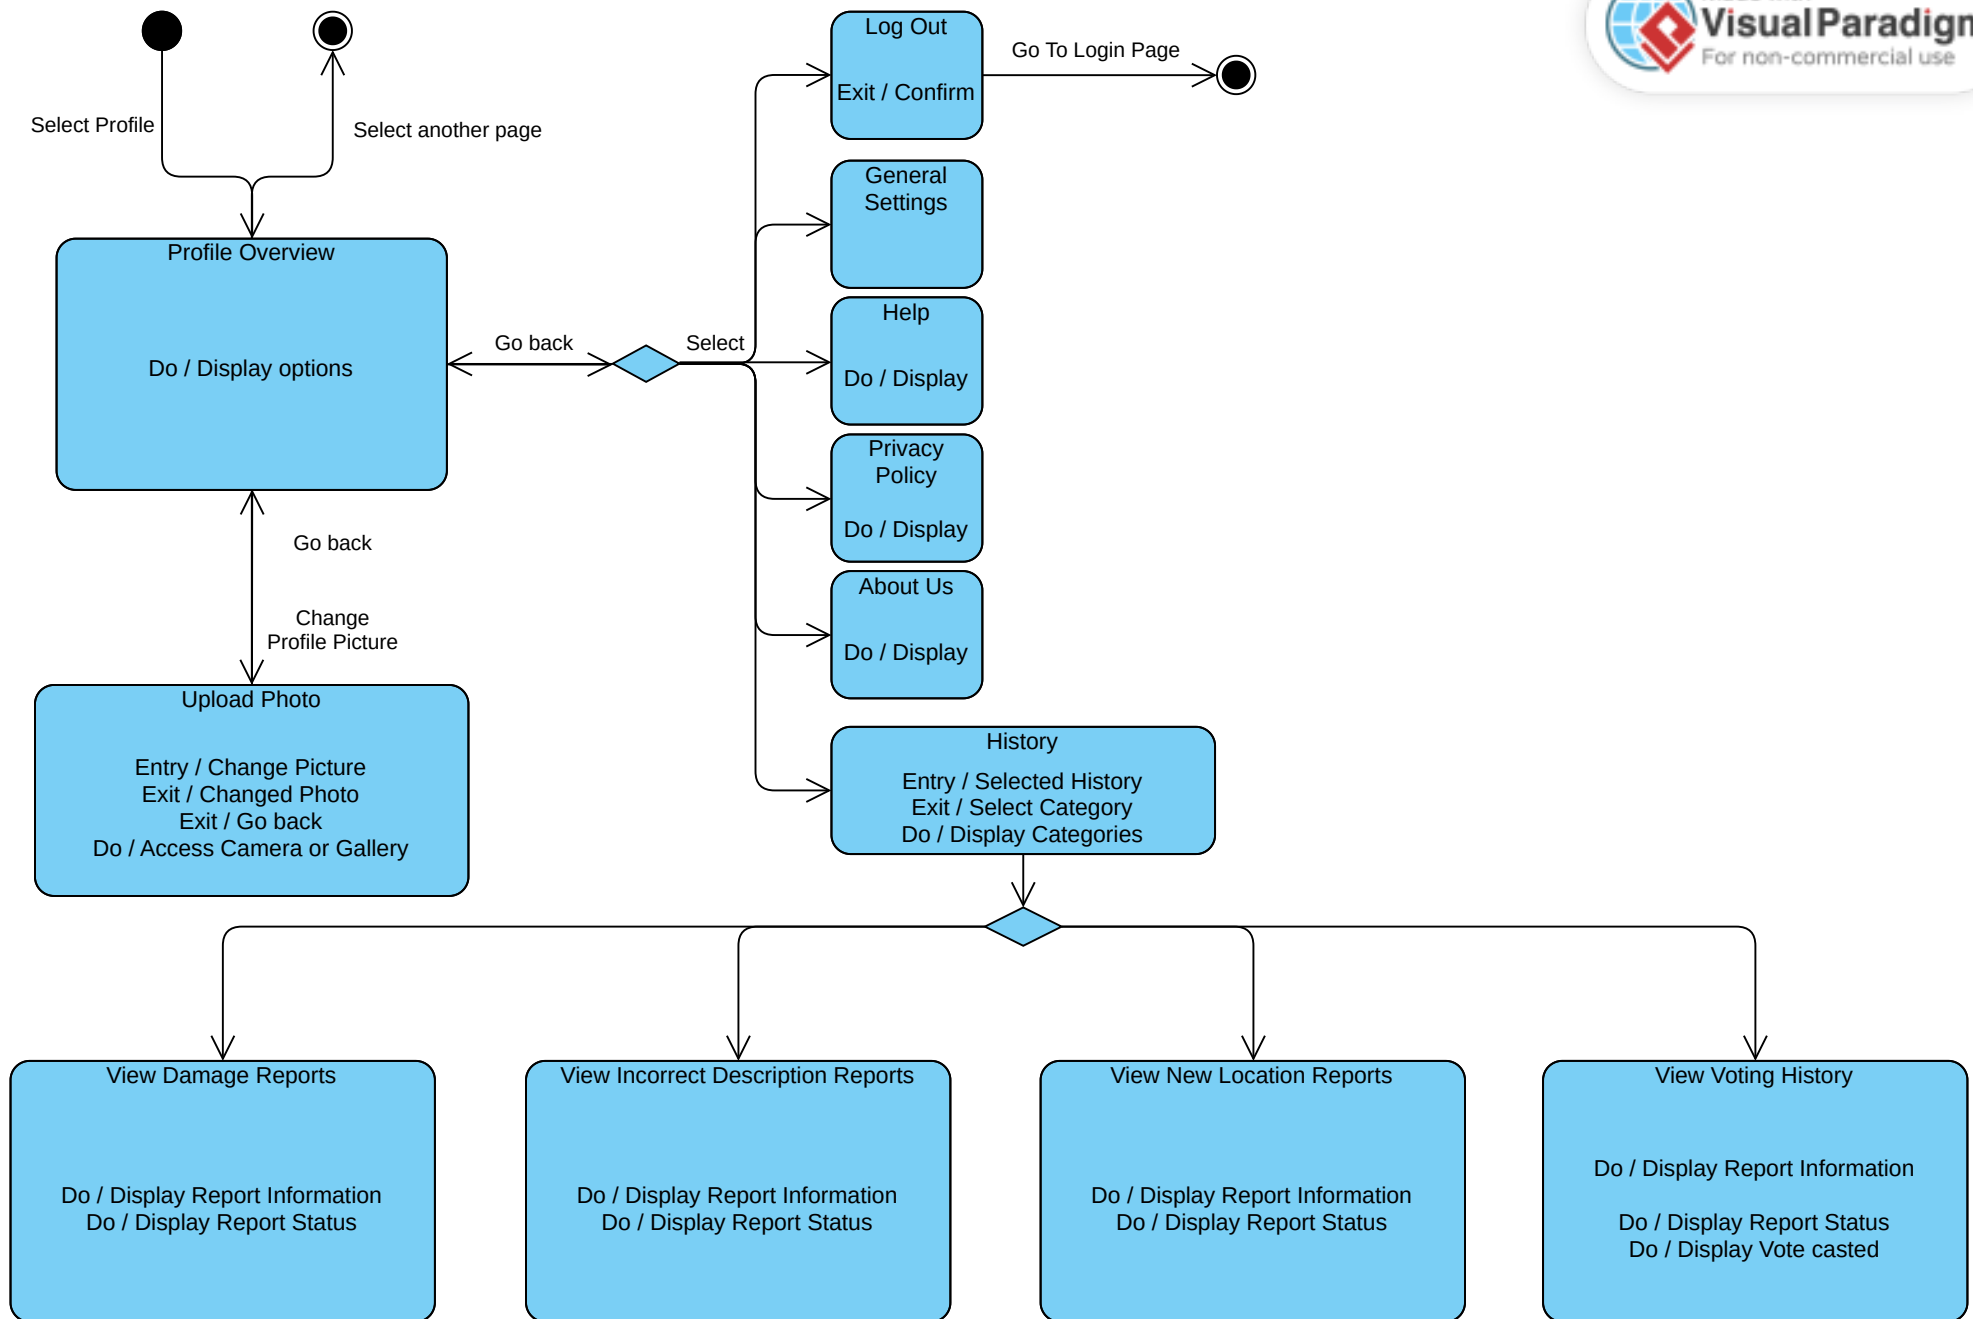 VisualParadigm
For non-commercial use
Select Profile
Select another page
Log Out
Exit / Confirm
Go To Login Page
General
Settings
Profile Overview
Do / Display options
Go back
Select
Help
Do / Display
Privacy
Policy
Do / Display
About Us
Do / Display
Go back
Change
Profile Picture
Upload Photo
Entry / Change Picture
Exit / Changed Photo
Exit / Go back
Do / Access Camera or Gallery
History
Entry / Selected History
Exit / Select Category
Do / Display Categories
View Damage Reports
Do / Display Report Information
Do / Display Report Status
View Incorrect Description Reports
Do / Display Report Information
Do / Display Report Status
View New Location Reports
Do / Display Report Information
Do / Display Report Status
View Voting History
Do / Display Report Information
Do / Display Report Status
Do / Display Vote casted